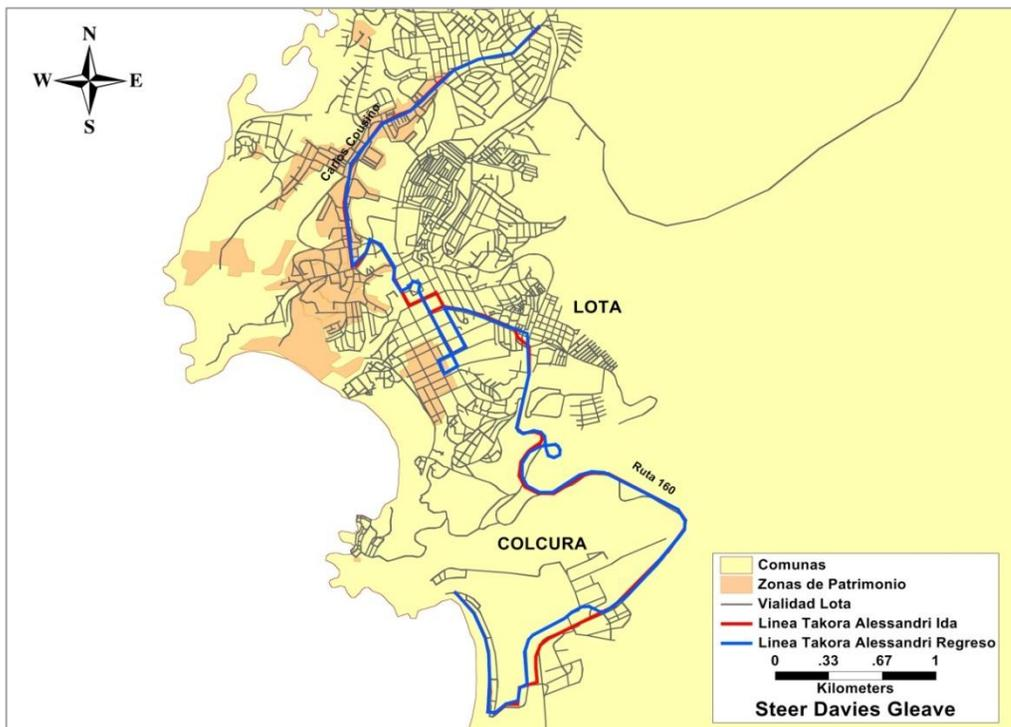 N
W E
S
Carlos Cousino
LOTA
Ruta 160
COLCURA
Comunas
Zonas de Patrimonio
Vialidad Lota
Linea Takora Alessandri Ida
Linea Takora Alessandri Regreso
0 .33 .67 1
Kilometers
Steer Davies Gleave